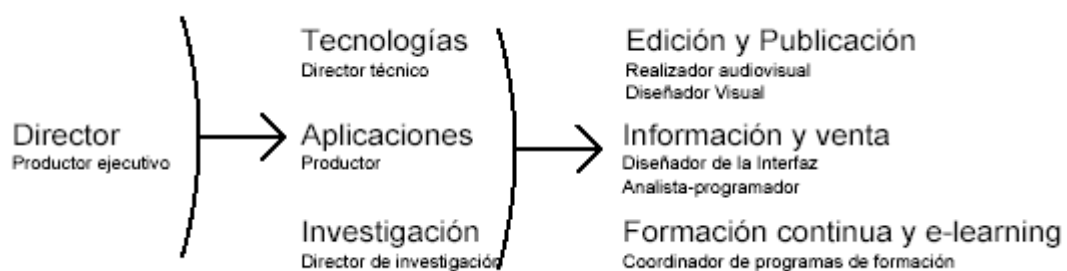 Director
Productor ejecutivo
Tecnologías
Director técnico
Aplicaciones
Productor
Investigación
Director de investigación
Edición y Publicación
Realizador audiovisual
Diseñador Visual
Información y venta
Diseñador de la Interfaz
Analista-programador
Formación continua y e-learning
Coordinador de programas de formación